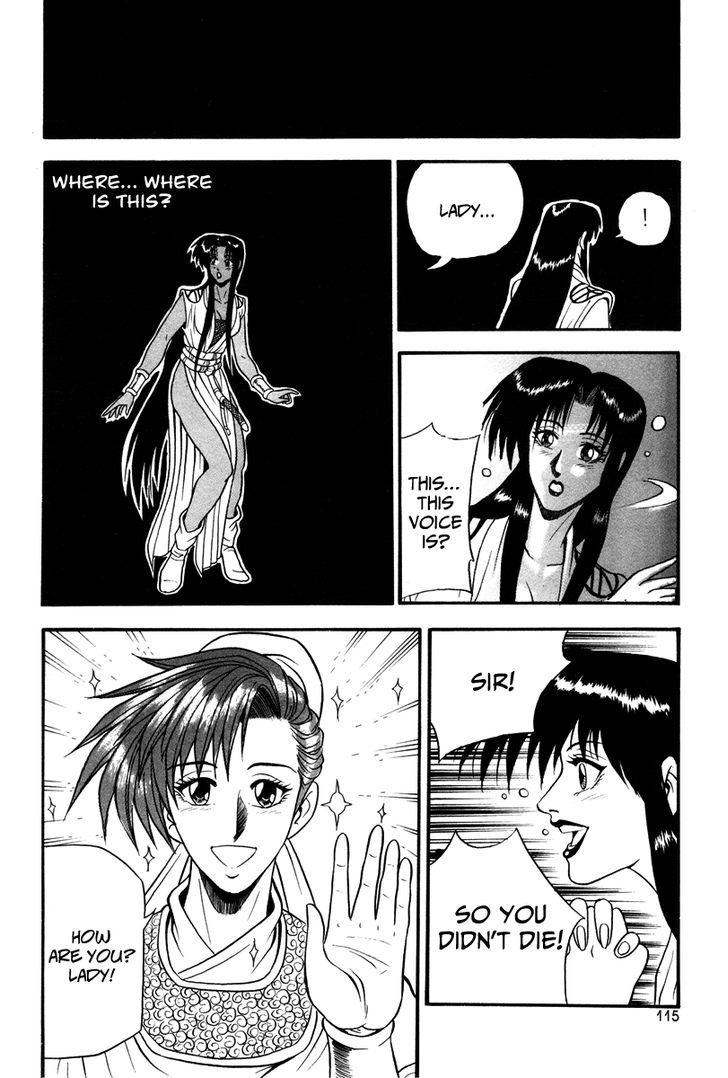 WHERE... WHERE
IS THIS?
LADY...
!
THIS...
THIS
VOICE
IS?
SIR!
SO YOU
DIDN'T DIE!
HOW
ARE YOU?
LADY!
115